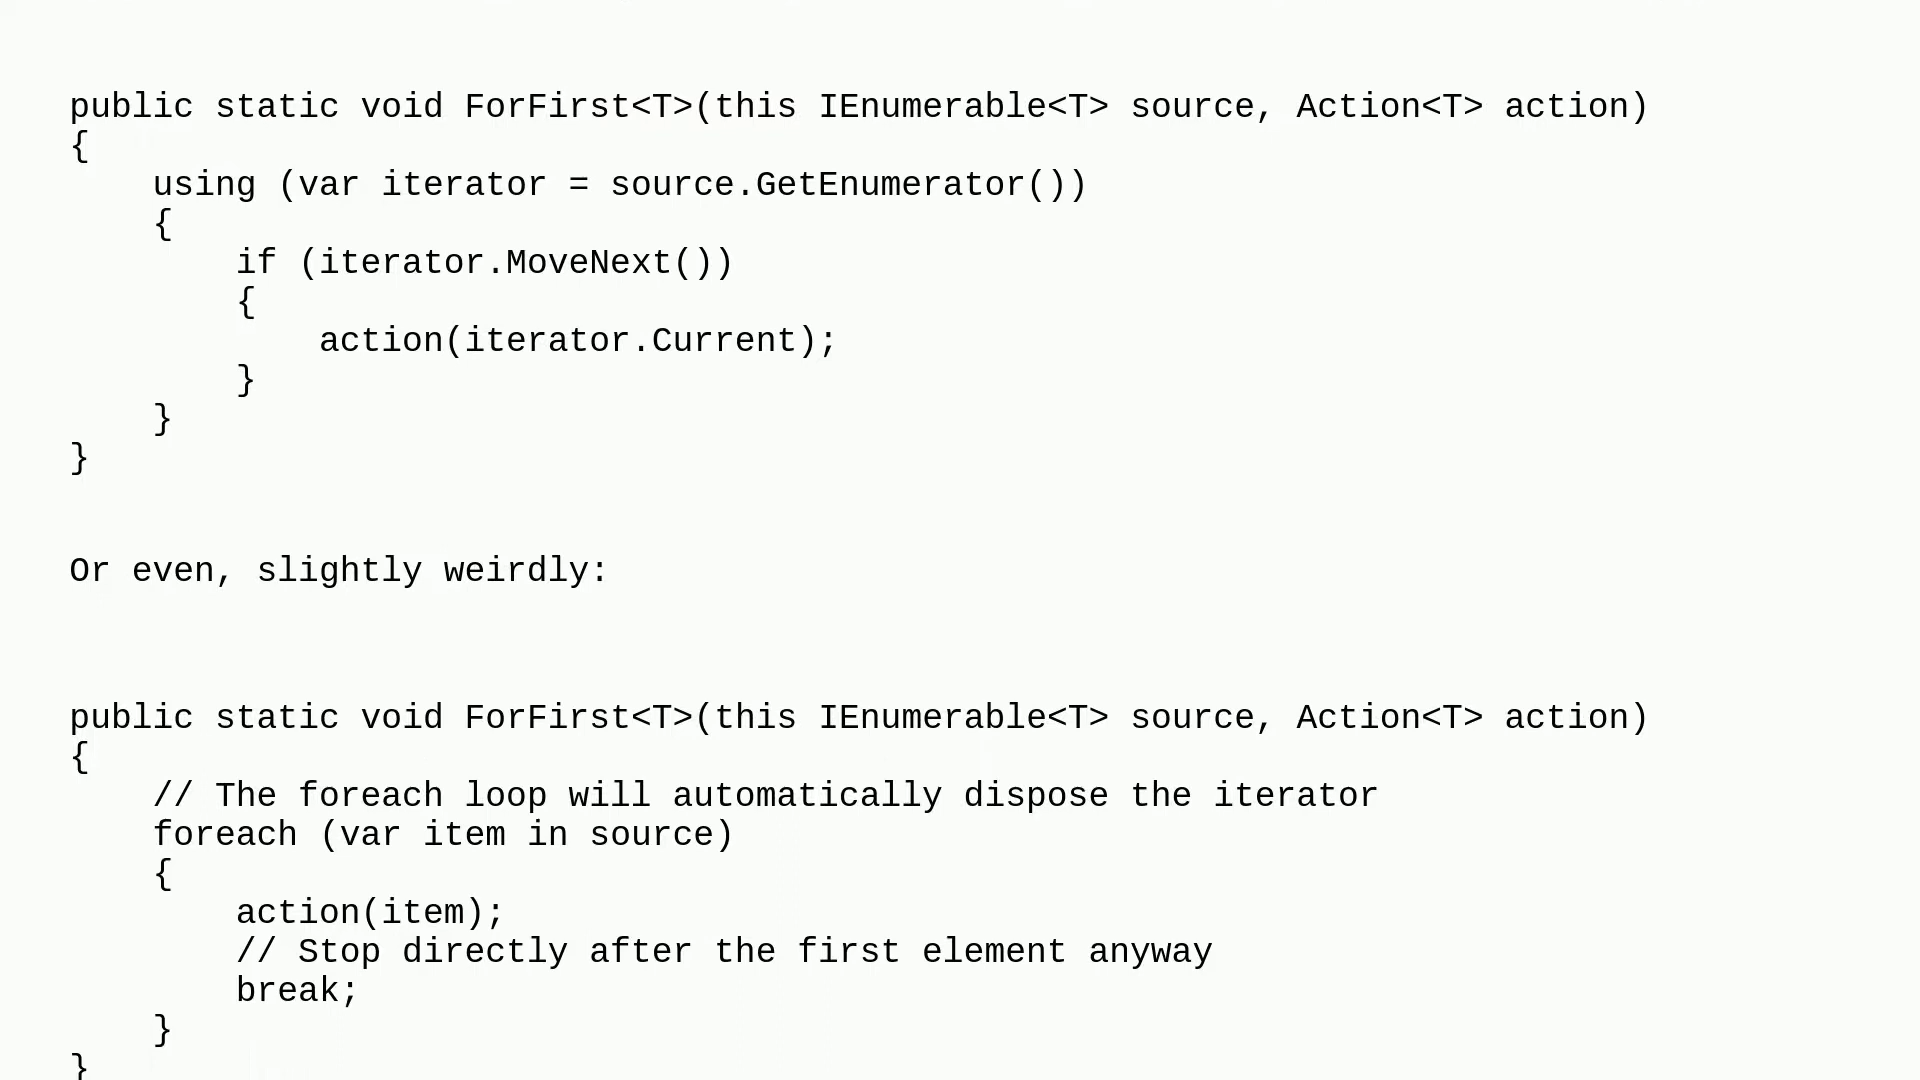 public static void ForFirst<T>(this IEnumerable<T> source, Action<T> action)
{
    using (var iterator = source.GetEnumerator())
    {
        if (iterator.MoveNext())
        {
            action(iterator.Current);
        }
    }
}
Or even, slightly weirdly:
public static void ForFirst<T>(this IEnumerable<T> source, Action<T> action)
{
    // The foreach loop will automatically dispose the iterator
    foreach (var item in source)
    {
        action(item);
        // Stop directly after the first element anyway
        break;
    }
}